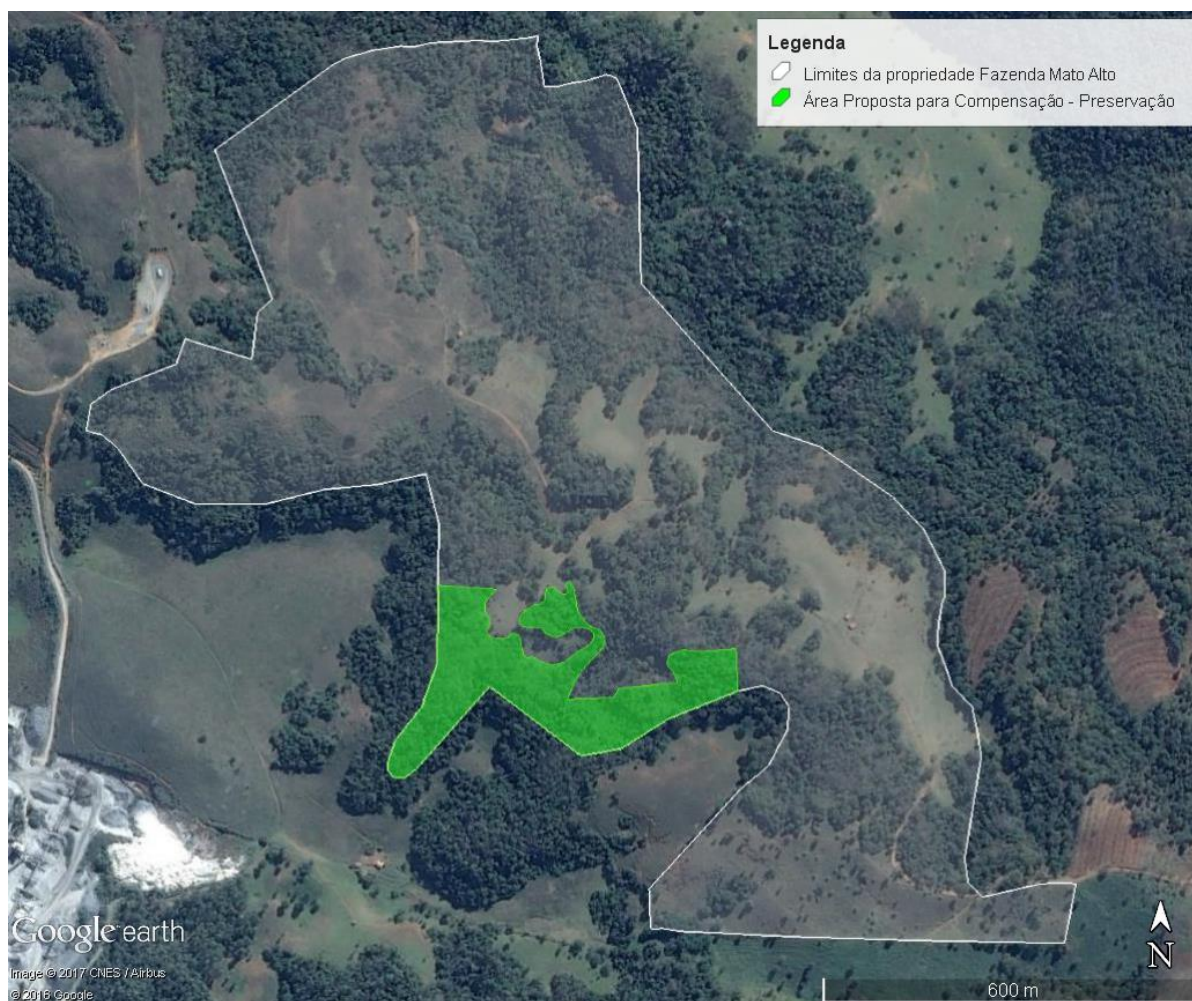 Legenda
Limites da propriedade Fazenda Mato Alto
Área Proposta para Compensação - Preservação
Google earth
Image © 2017 CNES / Airbus
© 2016 Google
N
600 m